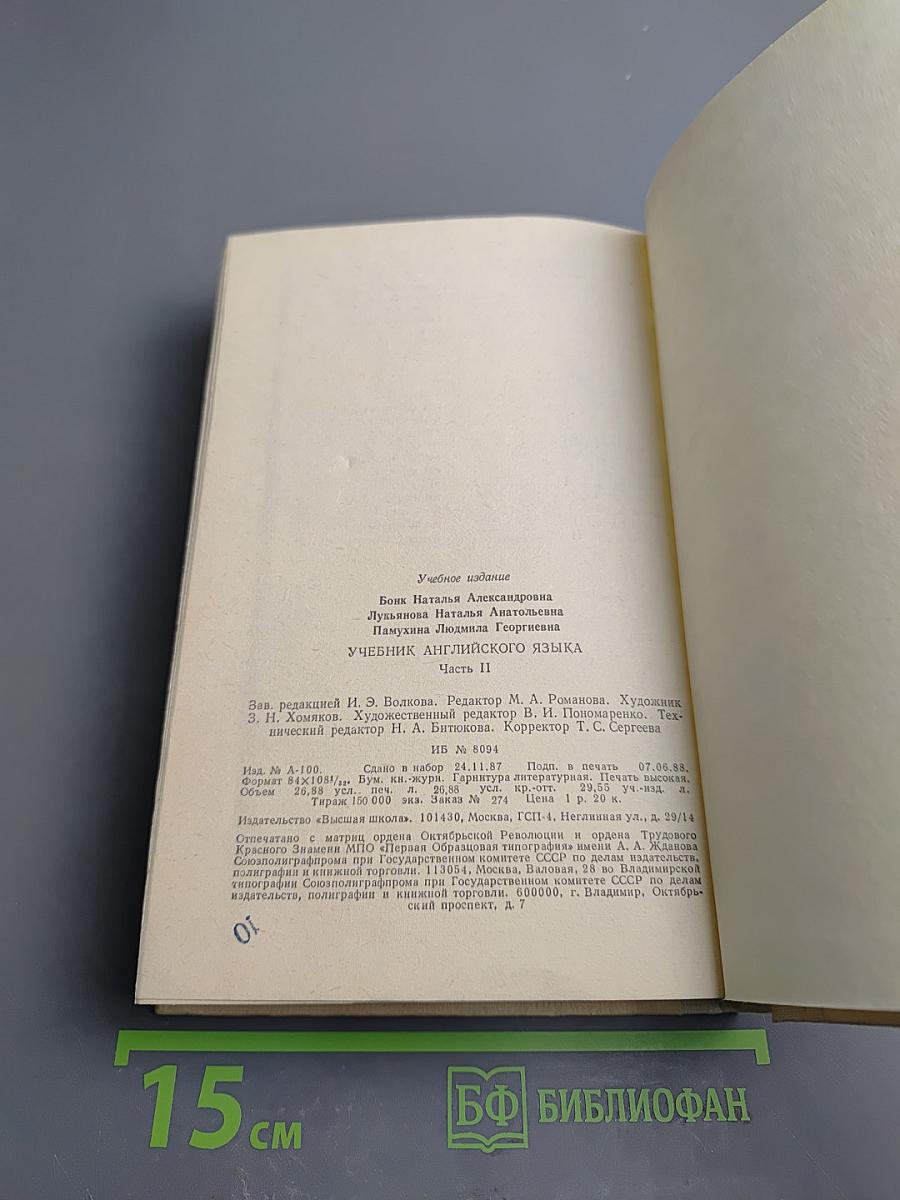 Учебное издание
Бонк Наталья Александровна
Лукьянова Наталья Анатольевна
Памухина Людмила Георгиевна
УЧЕБНИК АНГЛИЙСКОГО ЯЗЫКА
Часть II
Зав. редакцией И. Э. Волкова. Редактор М. А. Романова. Художник
З. Н. Хомяков. Художественный редактор В. И. Пономаренко. Тех-
нический редактор Н. А. Битюкова. Корректор Т. С. Сергеева
ИБ № 8094
Изд. № А-100. Сдано в набор 24.11.87 Подп. в печать 07.06.88.
Формат 84×108¹/₃₂. Бум. кн.-журн. Гарнитура литературная. Печать высокая.
Объем 26,88 усл. печ. л. 26,88 усл. кр.-отт. 29,55 уч.-изд. л.
Тираж 150 000 экз. Заказ № 274 Цена 1 р. 20 к.
Издательство «Высшая школа». 101430, Москва, ГСП-4, Неглинная ул., д. 29/14
Отпечатано с матриц ордена Октябрьской Революции и ордена Трудового
Красного Знамени МПО «Первая Образцовая типография» имени А. А. Жданова
Союзполиграфпрома при Государственном комитете СССР по делам издательств,
полиграфии и книжной торговли. 113054, Москва, Валовая, 28 во Владимирской
типографии Союзполиграфпрома при Государственном комитете СССР по делам
издательств, полиграфии и книжной торговли. 600000, г. Владимир, Октябрь-
ский проспект, д. 7
15 см
БФ БИБЛИОФАН